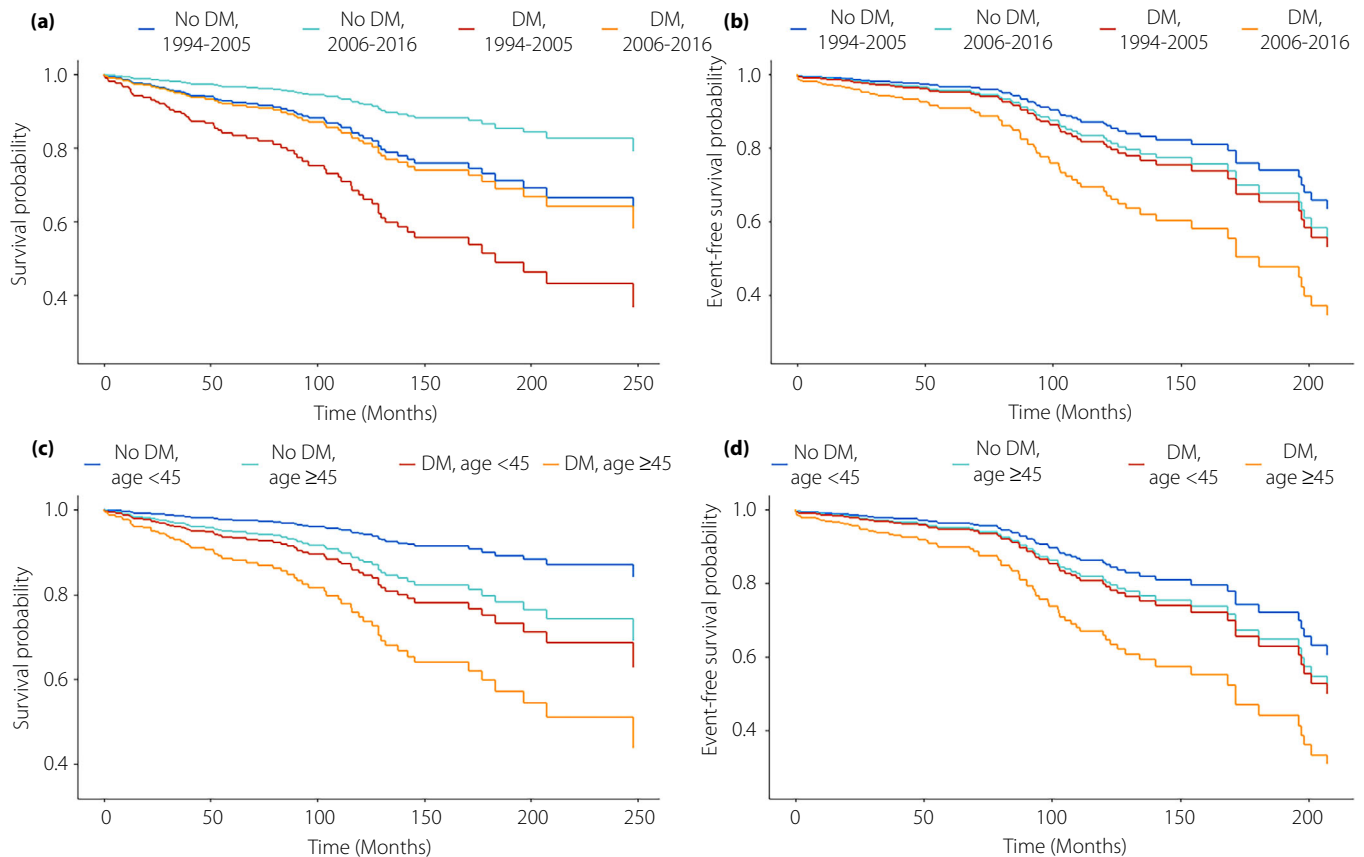 (a)
No DM,
1994-2005
No DM,
2006-2016
DM,
1994-2005
DM,
2006-2016
1.0
0.8
0.6
0.4
Survival probability
0
50
100
150
200
250
Time (Months)
(b)
No DM,
1994-2005
No DM,
2006-2016
DM,
1994-2005
DM,
2006-2016
1.0
0.8
0.6
0.4
Event-free survival probability
0
50
100
150
200
Time (Months)
(c)
No DM,
age <45
No DM,
age ≥45
DM, age <45
DM, age ≥45
1.0
0.8
0.6
0.4
Survival probability
0
50
100
150
200
250
Time (Months)
(d)
No DM,
age <45
No DM,
age ≥45
DM,
age <45
DM,
age ≥45
1.0
0.8
0.6
0.4
Event-free survival probability
0
50
100
150
200
Time (Months)